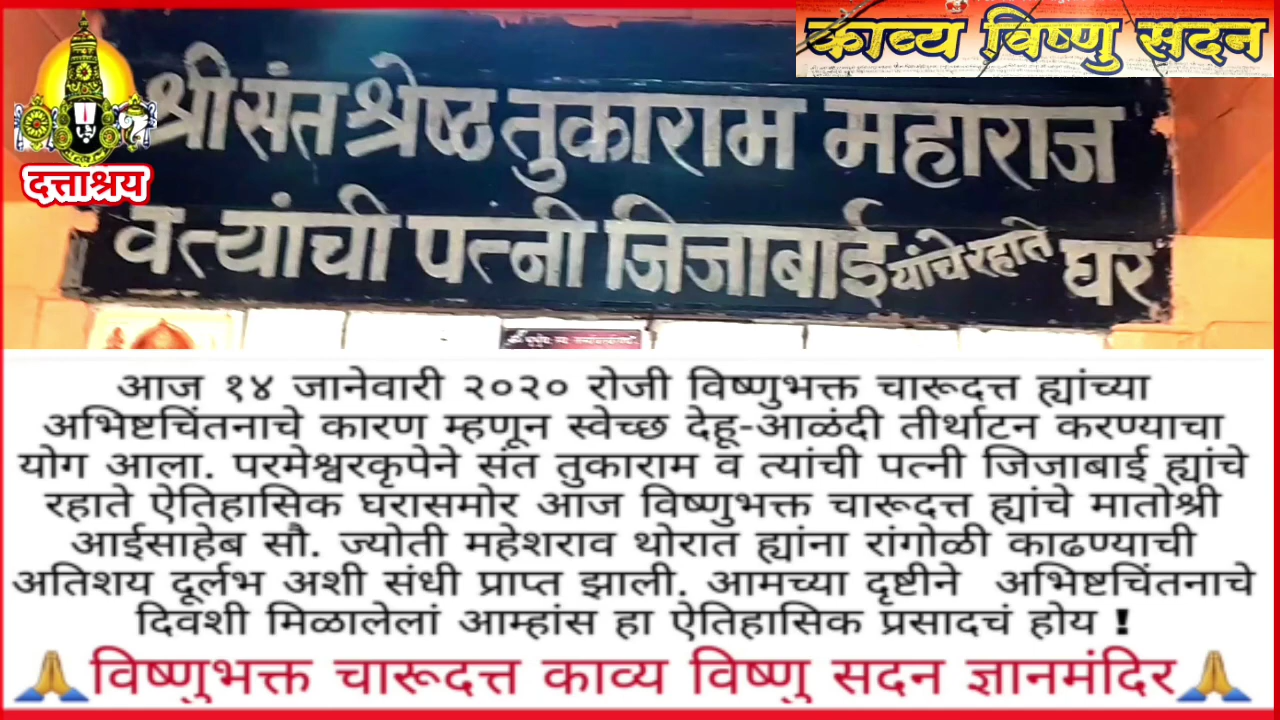 काव्य विष्णु सदन
श्री संत श्रेष्ठ तुकाराम महाराज
दत्ताश्रय
व त्यांची पत्नी जिजाबाई यांचे रहाते घर
आज १४ जानेवारी २०२० रोजी विष्णुभक्त चारूदत्त ह्यांच्या
अभिष्टचिंतनाचे कारण म्हणून स्वेच्छ देहू-आळंदी तीर्थाटन करण्याचा
योग आला. परमेश्वरकृपेने संत तुकाराम व त्यांची पत्नी जिजाबाई ह्यांचे
रहाते ऐतिहासिक घरासमोर आज विष्णुभक्त चारूदत्त ह्यांचे मातोश्री
आईसाहेब सौ. ज्योती महेशराव थोरात ह्यांना रांगोळी काढण्याची
अतिशय दूर्लभ अशी संधी प्राप्त झाली. आमच्या दृष्टीने अभिष्टचिंतनाचे
दिवशी मिळालेलां आम्हांस हा ऐतिहासिक प्रसादचं होय !
🙏विष्णुभक्त चारूदत्त काव्य विष्णु सदन ज्ञानमंदिर🙏